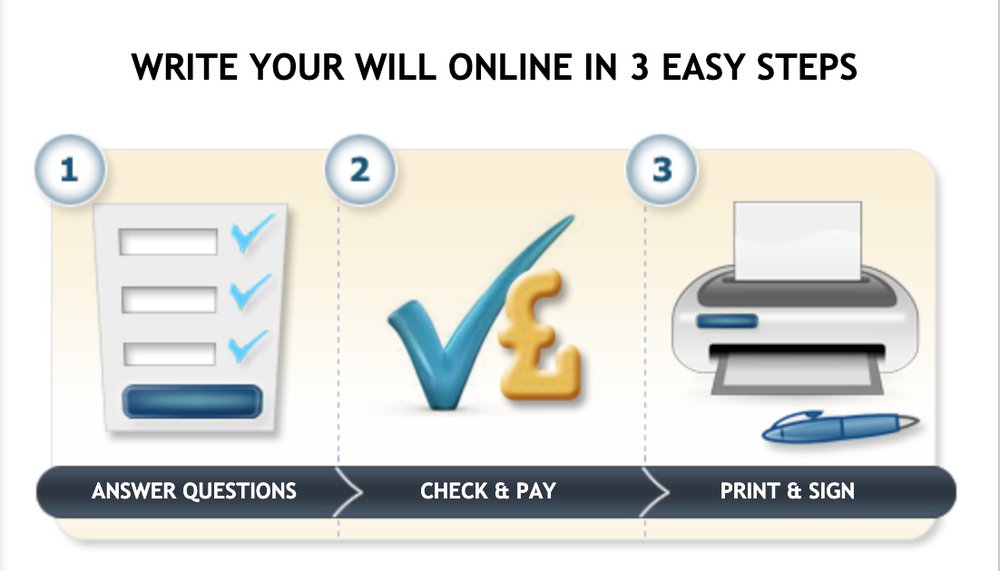 WRITE YOUR WILL ONLINE IN 3 EASY STEPS
1
2
3
£
ANSWER QUESTIONS
CHECK & PAY
PRINT & SIGN